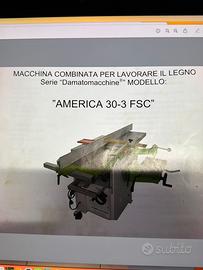 MACCHINA COMBINATA PER LAVORARE IL LEGNO
Serie "Damatomacchine®" MODELLO:
"AMERICA 30-3 FSC"
subito